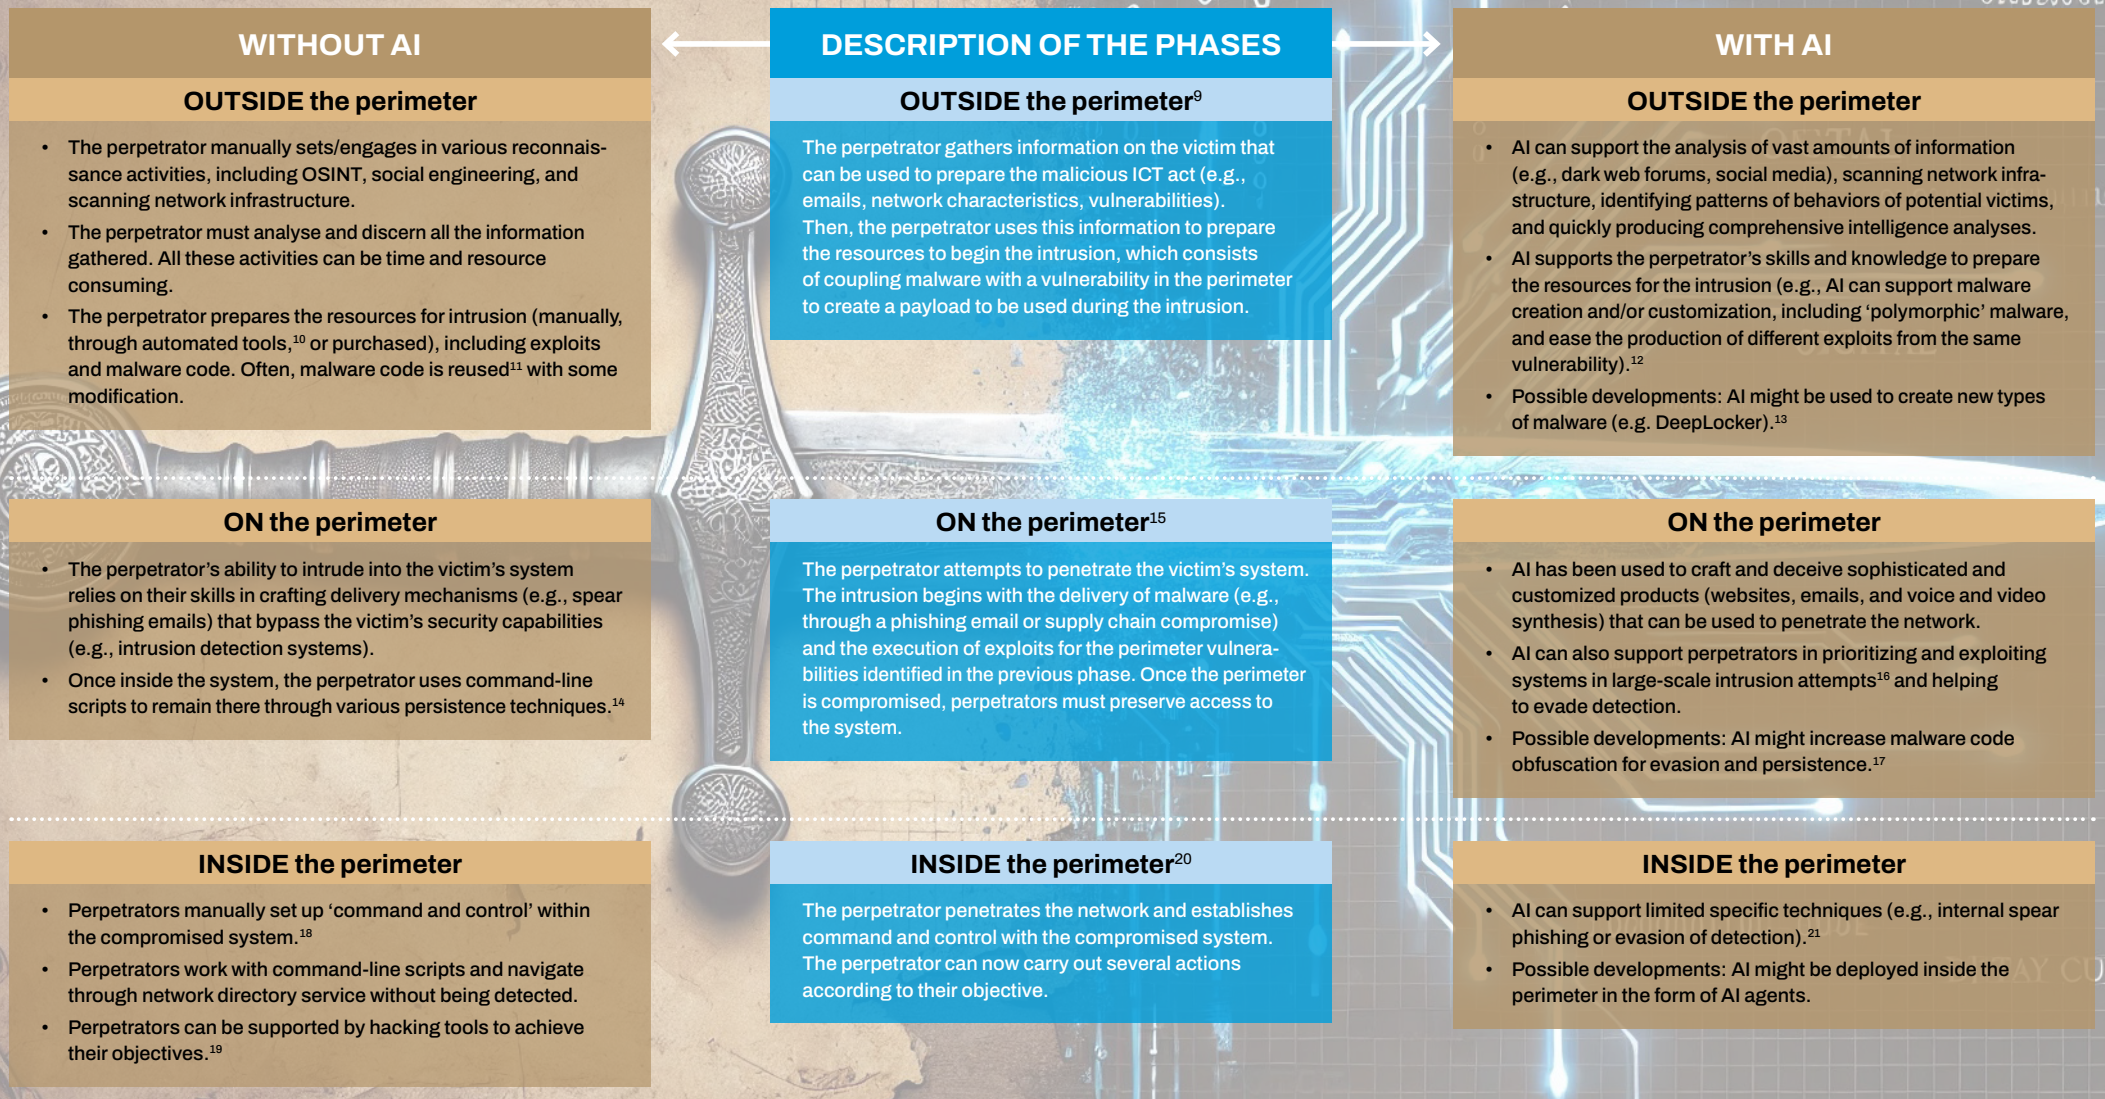 WITHOUT AI
DESCRIPTION OF THE PHASES
WITH AI
OUTSIDE the perimeter
• The perpetrator manually sets/engages in various reconnais-
sance activities, including OSINT, social engineering, and
scanning network infrastructure.
• The perpetrator must analyse and discern all the information
gathered. All these activities can be time and resource
consuming.
• The perpetrator prepares the resources for intrusion (manually,
through automated tools,¹⁰ or purchased), including exploits
and malware code. Often, malware code is reused¹¹ with some
modification.
OUTSIDE the perimeter⁹
The perpetrator gathers information on the victim that
can be used to prepare the malicious ICT act (e.g.,
emails, network characteristics, vulnerabilities).
Then, the perpetrator uses this information to prepare
the resources to begin the intrusion, which consists
of coupling malware with a vulnerability in the perimeter
to create a payload to be used during the intrusion.
OUTSIDE the perimeter
• AI can support the analysis of vast amounts of information
(e.g., dark web forums, social media), scanning network infra-
structure, identifying patterns of behaviors of potential victims,
and quickly producing comprehensive intelligence analyses.
• AI supports the perpetrator’s skills and knowledge to prepare
the resources for the intrusion (e.g., AI can support malware
creation and/or customization, including ‘polymorphic’ malware,
and ease the production of different exploits from the same
vulnerability).¹²
• Possible developments: AI might be used to create new types
of malware (e.g. DeepLocker).¹³
ON the perimeter
• The perpetrator’s ability to intrude into the victim’s system
relies on their skills in crafting delivery mechanisms (e.g., spear
phishing emails) that bypass the victim’s security capabilities
(e.g., intrusion detection systems).
• Once inside the system, the perpetrator uses command-line
scripts to remain there through various persistence techniques.¹⁴
ON the perimeter¹⁵
The perpetrator attempts to penetrate the victim’s system.
The intrusion begins with the delivery of malware (e.g.,
through a phishing email or supply chain compromise)
and the execution of exploits for the perimeter vulnera-
bilities identified in the previous phase. Once the perimeter
is compromised, perpetrators must preserve access to
the system.
ON the perimeter
• AI has been used to craft and deceive sophisticated and
customized products (websites, emails, and voice and video
synthesis) that can be used to penetrate the network.
• AI can also support perpetrators in prioritizing and exploiting
systems in large-scale intrusion attempts¹⁶ and helping
to evade detection.
• Possible developments: AI might increase malware code
obfuscation for evasion and persistence.¹⁷
INSIDE the perimeter
• Perpetrators manually set up ‘command and control’ within
the compromised system.¹⁸
• Perpetrators work with command-line scripts and navigate
through network directory service without being detected.
• Perpetrators can be supported by hacking tools to achieve
their objectives.¹⁹
INSIDE the perimeter²⁰
The perpetrator penetrates the network and establishes
command and control with the compromised system.
The perpetrator can now carry out several actions
according to their objective.
INSIDE the perimeter
• AI can support limited specific techniques (e.g., internal spear
phishing or evasion of detection).²¹
• Possible developments: AI might be deployed inside the
perimeter in the form of AI agents.